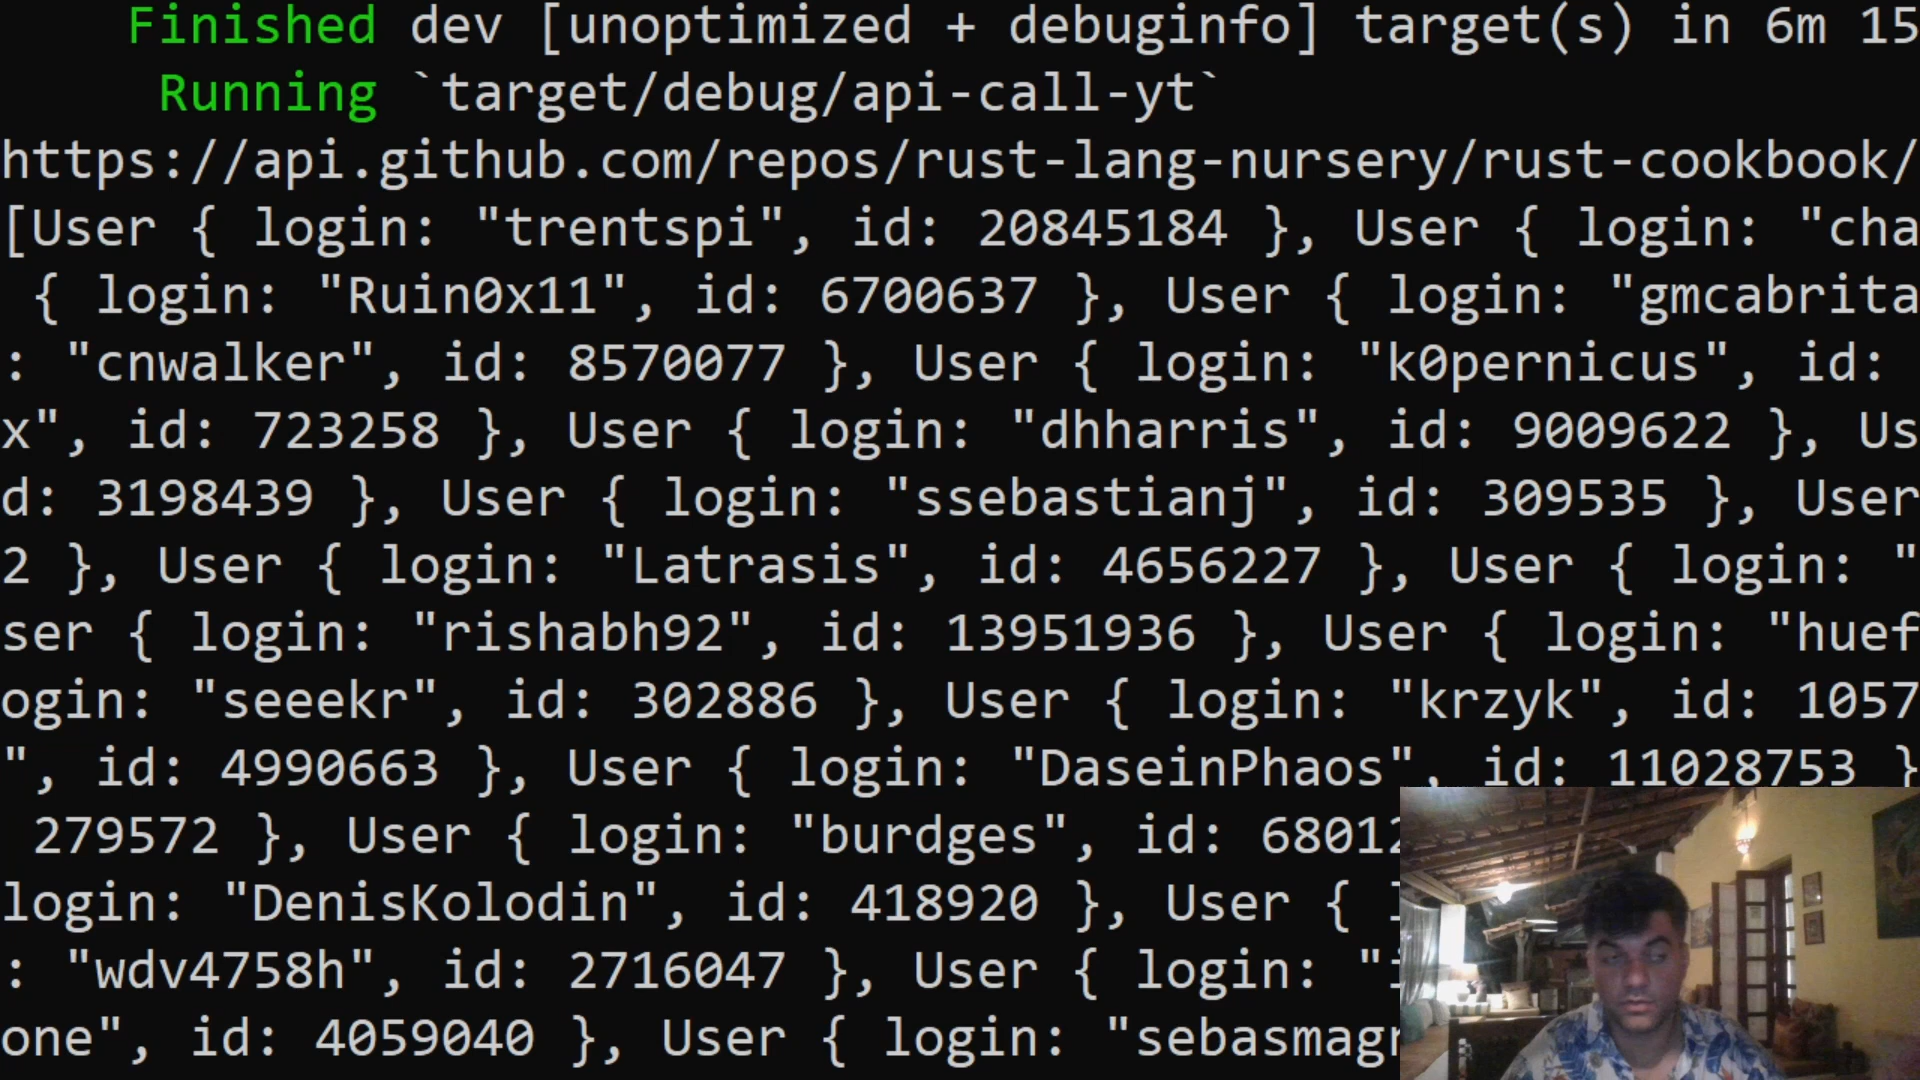 Finished dev [unoptimized + debuginfo] target(s) in 6m 15
Running `target/debug/api-call-yt`
https://api.github.com/repos/rust-lang-nursery/rust-cookbook/
[User { login: "trentspi", id: 20845184 }, User { login: "cha
{ login: "Ruin0x11", id: 6700637 }, User { login: "gmcabrita
: "cnwalker", id: 8570077 }, User { login: "k0pernicus", id:
x", id: 723258 }, User { login: "dhharris", id: 9009622 }, Us
d: 3198439 }, User { login: "ssebastianj", id: 309535 }, User
2 }, User { login: "Latrasis", id: 4656227 }, User { login: "
ser { login: "rishabh92", id: 13951936 }, User { login: "huef
ogin: "seeekr", id: 302886 }, User { login: "krzyk", id: 1057
", id: 4990663 }, User { login: "DaseinPhaos", id: 11028753 }
279572 }, User { login: "burdges", id: 6801
login: "DenisKolodin", id: 418920 }, User {
: "wdv4758h", id: 2716047 }, User { login: "i
one", id: 4059040 }, User { login: "sebasmag